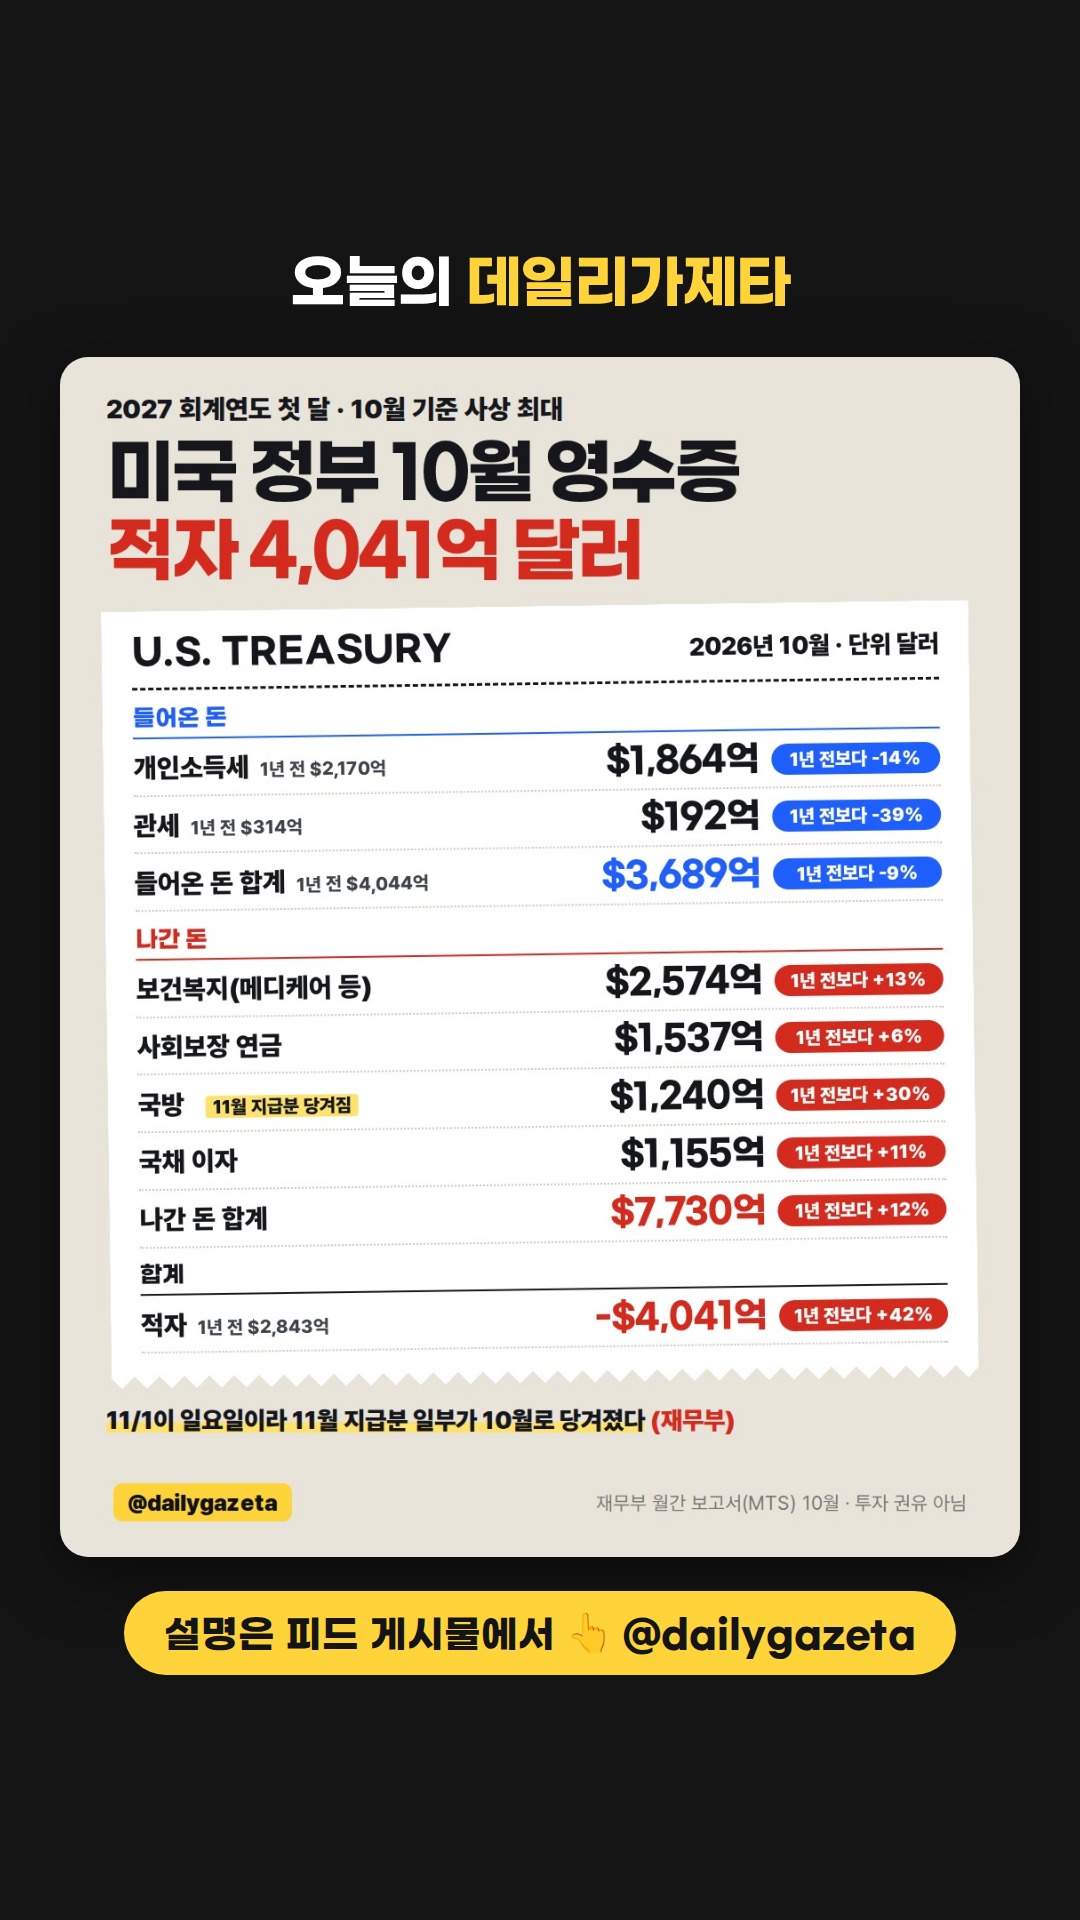 오늘의 데일리가제타
2027 회계연도 첫 달 · 10월 기준 사상 최대
미국 정부 10월 영수증
적자 4,041억 달러
U.S. TREASURY 2026년 10월 · 단위 달러
들어온 돈
개인소득세 1년 전 $2,170억 $1,864억 1년 전보다 -14%
관세 1년 전 $314억 $192억 1년 전보다 -39%
들어온 돈 합계 1년 전 $4,044억 $3,689억 1년 전보다 -9%
나간 돈
보건복지(메디케어 등) $2,574억 1년 전보다 +13%
사회보장 연금 $1,537억 1년 전보다 +6%
국방 11월 지급분 당겨짐 $1,240억 1년 전보다 +30%
국채 이자 $1,155억 1년 전보다 +11%
나간 돈 합계 $7,730억 1년 전보다 +12%
합계
적자 1년 전 $2,843억 -$4,041억 1년 전보다 +42%
11/1이 일요일이라 11월 지급분 일부가 10월로 당겨졌다 (재무부)
@dailygazeta 재무부 월간 보고서(MTS) 10월 · 투자 권유 아님
설명은 피드 게시물에서 👆 @dailygazeta